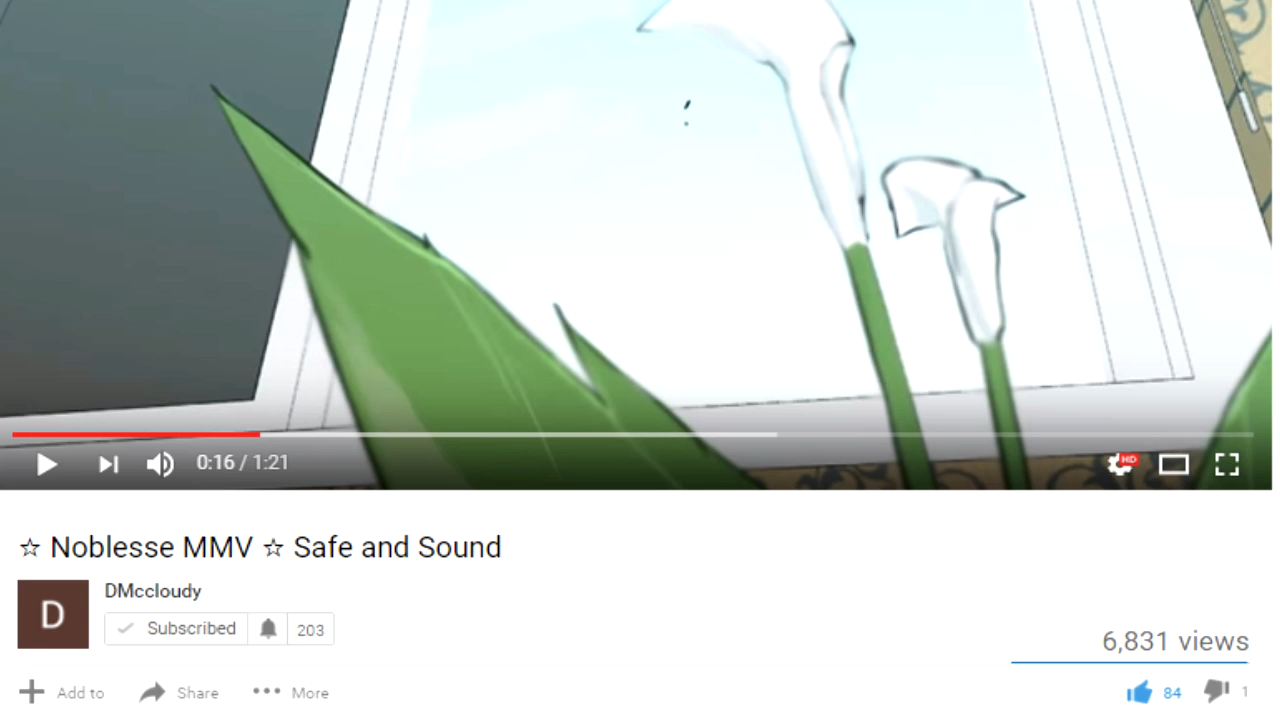 HD
0:16 / 1:21
☆ Noblesse MMV ☆ Safe and Sound
D
DMccloudy
Subscribed 203
6,831 views
Add to Share More
84 1